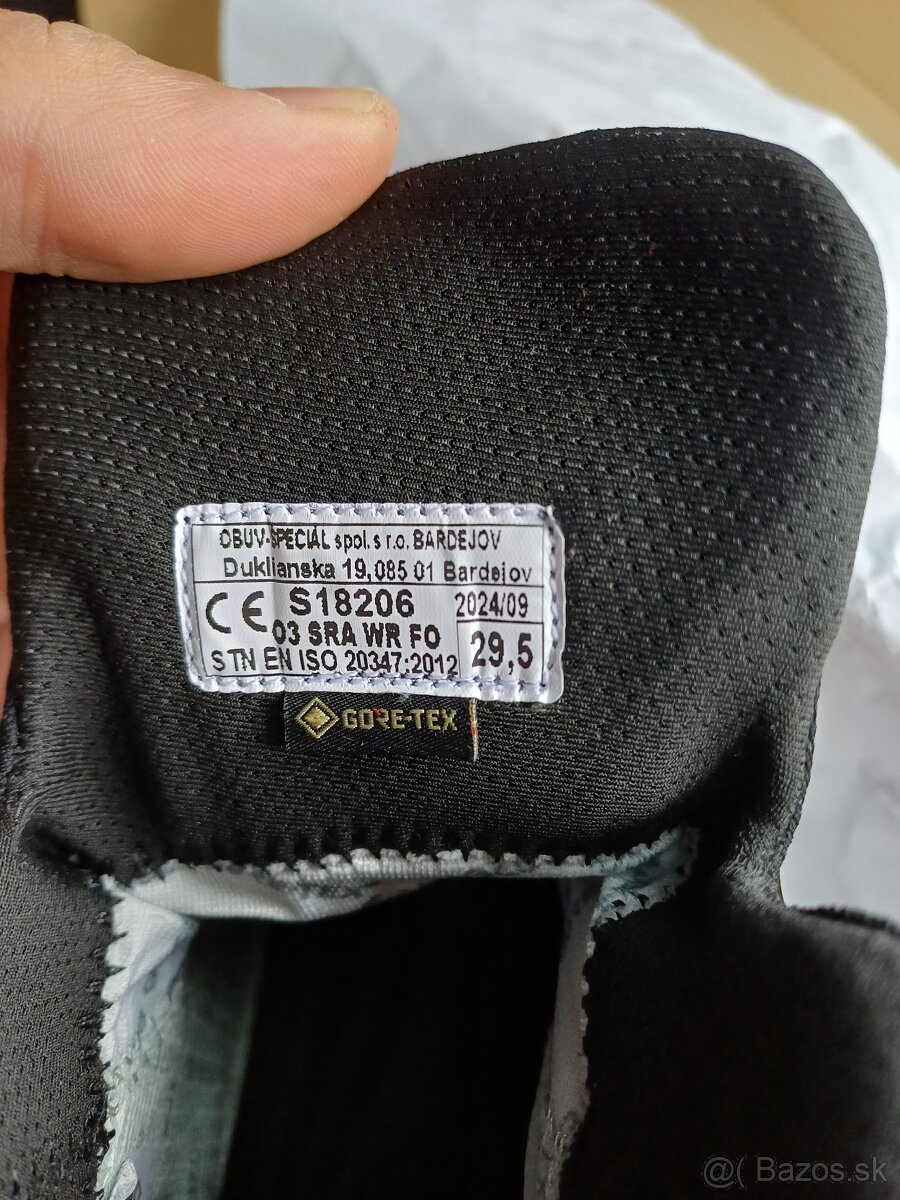 OBUV-ŠPECIÁL spol. s r.o. BARDEJOV
Duklianska 19, 085 01 Bardejov
CE S18206 2024/09
O3 SRA WR FO 29,5
STN EN ISO 20347:2012
GORE-TEX
@( Bazos.sk